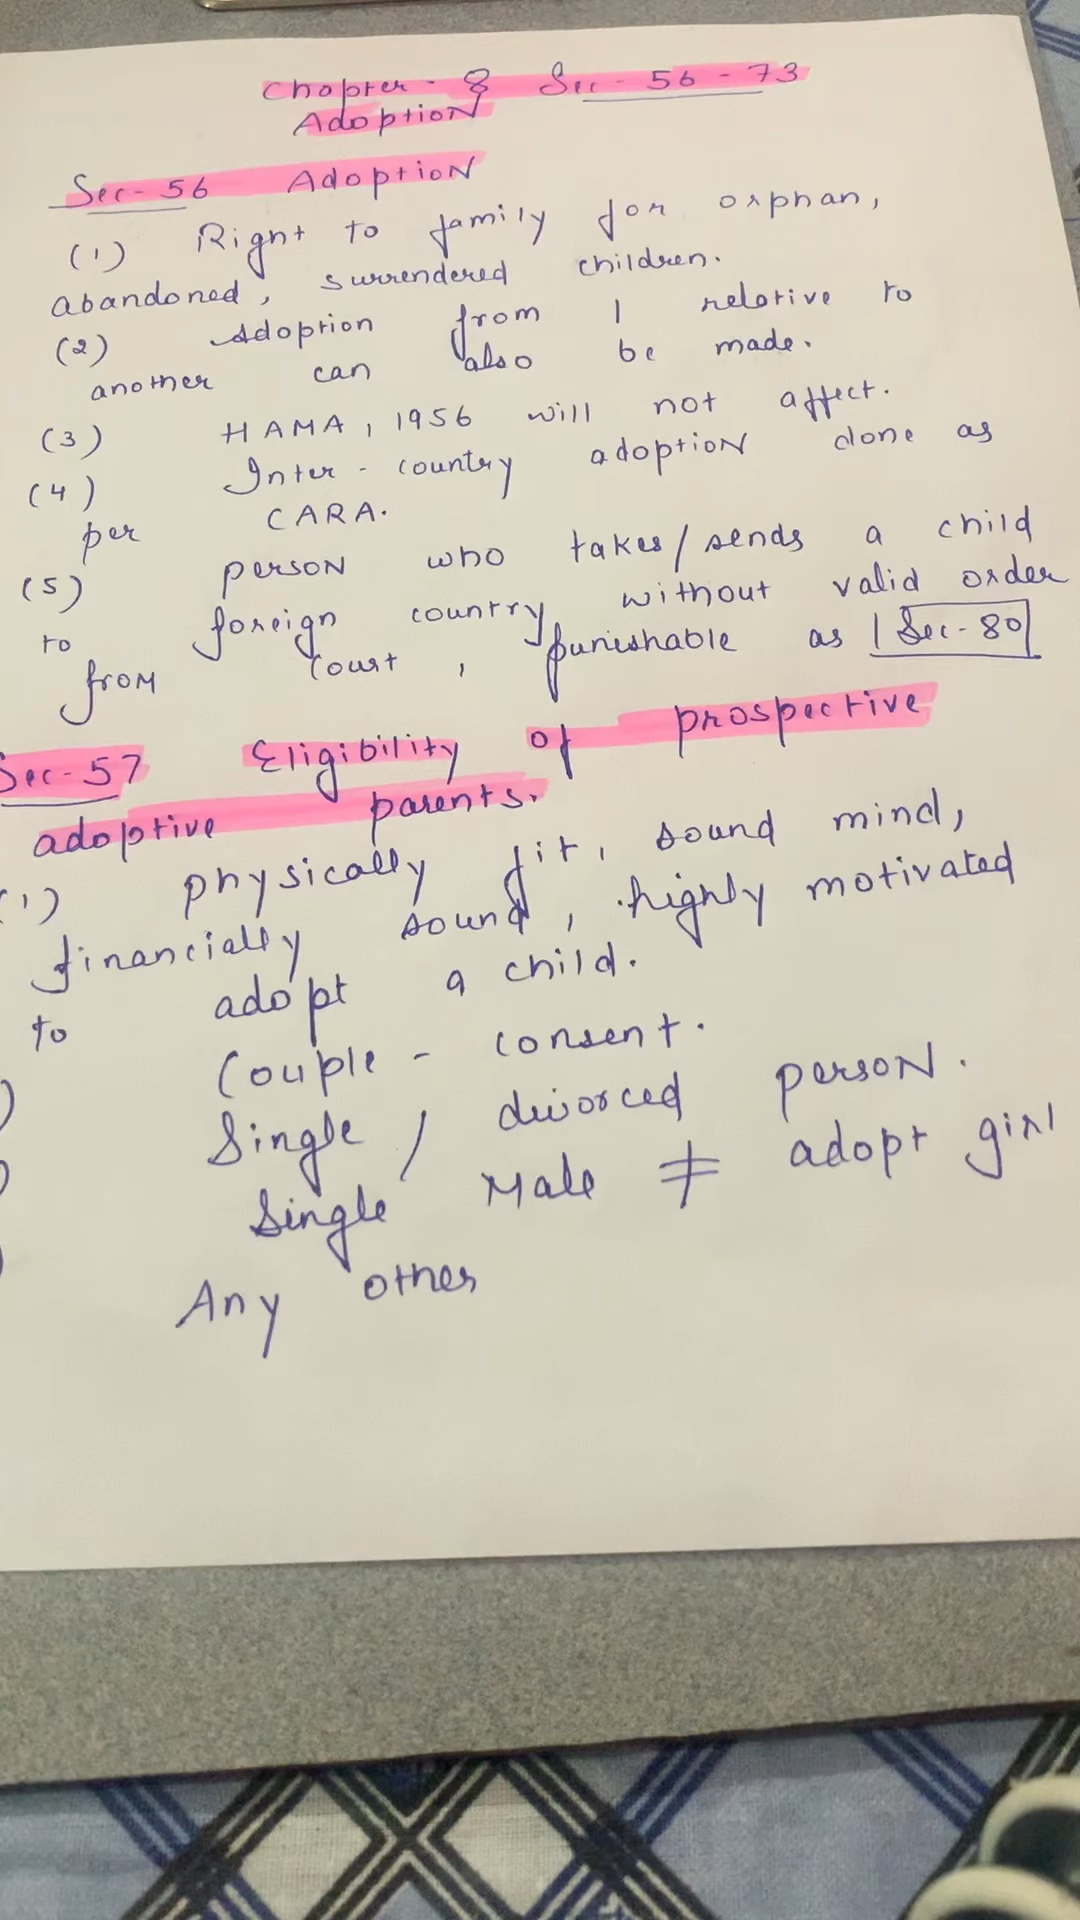 Chapter - 8 Sec - 56 - 73
Adoption
Sec - 56 Adoption
(1) Right to family for orphan,
abandoned, surrendered children.
(2) Adoption from 1 relative to
another can also be made.
(3) HAMA, 1956 will not affect.
(4) Inter - country adoption done as
per CARA.
(5) person who takes/sends a child
to foreign country without valid order
from court, punishable as Sec - 80
Sec - 57 Eligibility of prospective
adoptive parents.
(1) physically fit, sound mind,
financially sound, highly motivated
to adopt a child.
Couple - consent.
Single / divorced person.
Single Male ≠ adopt girl
Any other